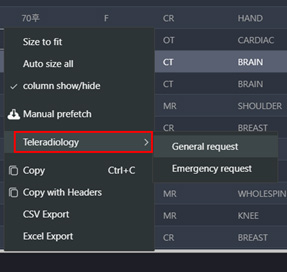 70주 F CR HAND
Size to fit OT CARDIAC
Auto size all CT BRAIN
column show/hide CT BRAIN
Manual prefetch MR SHOULDER
CR BREAST
Teleradiology General request
Copy Ctrl+C Emergency request
Copy with Headers MR WHOLESPIN
CSV Export MR KNEE
Excel Export CR BREAST